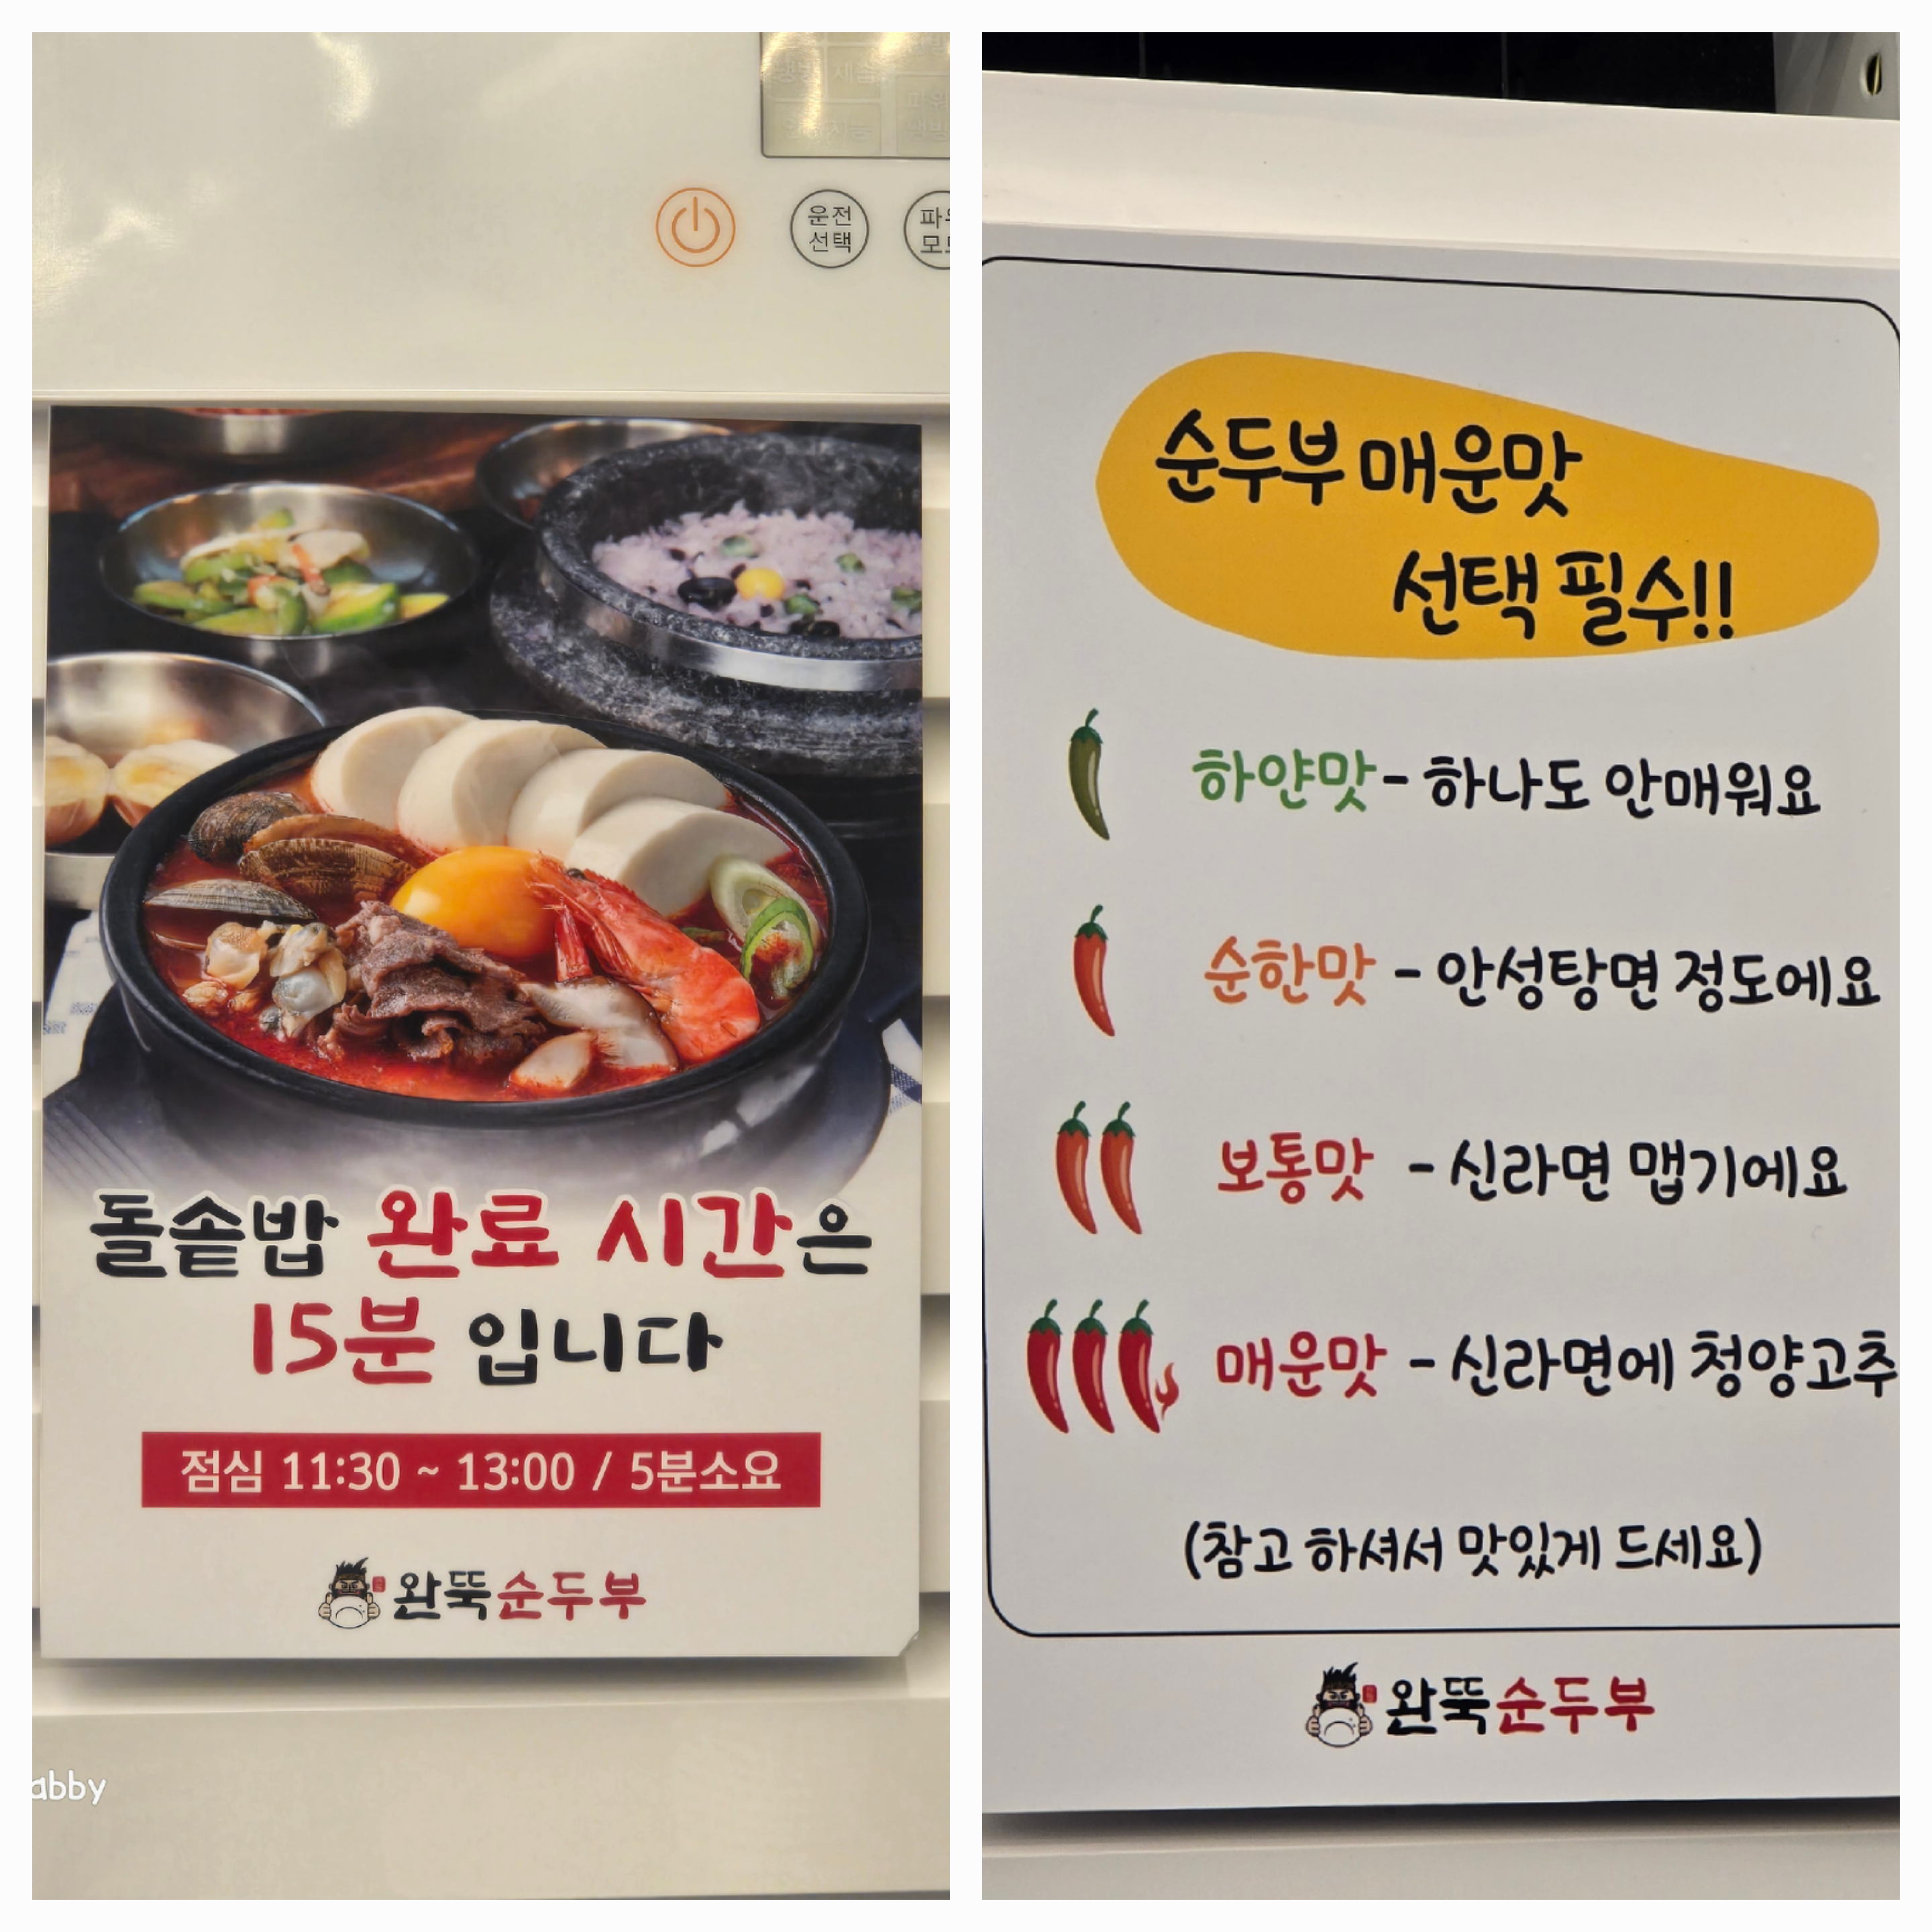 운전
선택
돌솥밥 완료 시간은
15분 입니다
점심 11:30 ~ 13:00 / 5분소요
완뚝순두부
abby
순두부 매운맛
선택 필수!!
하얀맛 - 하나도 안매워요
순한맛 - 안성탕면 정도에요
보통맛 - 신라면 맵기에요
매운맛 - 신라면에 청양고추
(참고 하셔서 맛있게 드세요)
완뚝순두부